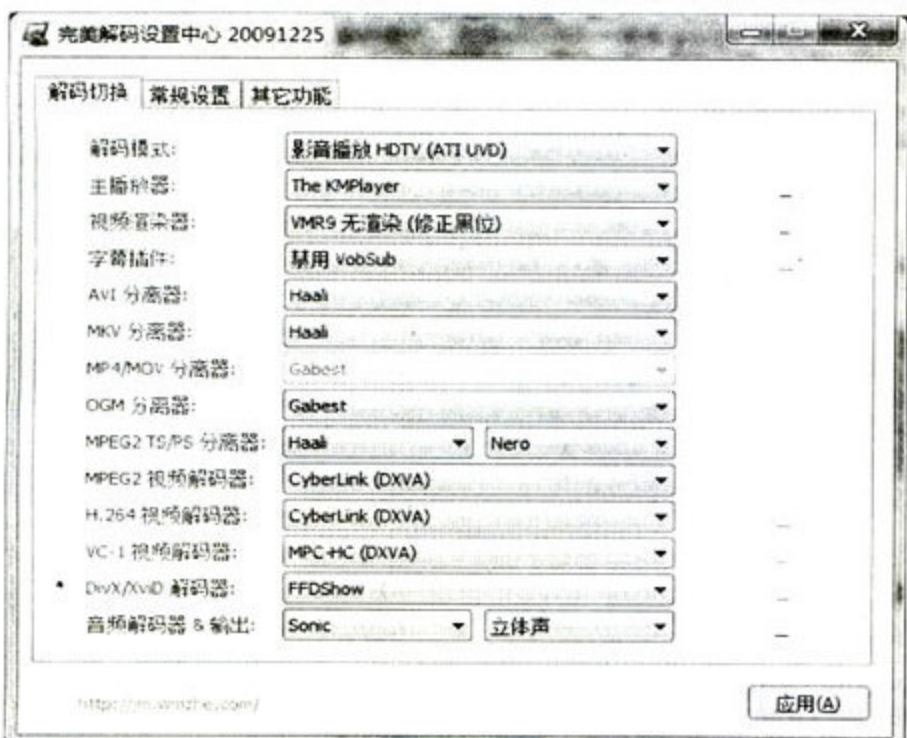 完美解码设置中心 20091225
解码切换 常规设置 其它功能
解码模式: 影音播放 HDTV (ATI UVD)
主播放器: The KMPlayer
视频渲染器: VMR9 无渲染 (修正黑位)
字幕插件: 禁用 VobSub
AVI 分离器: Haali
MKV 分离器: Haali
MP4/MOV 分离器: Gabest
OGM 分离器: Gabest
MPEG2 TS/PS 分离器: Haali Nero
MPEG2 视频解码器: CyberLink (DXVA)
H.264 视频解码器: CyberLink (DXVA)
VC-1 视频解码器: MPC-HC (DXVA)
DivX/XviD 解码器: FFDShow
音频解码器 & 输出: Sonic 立体声
应用(A)